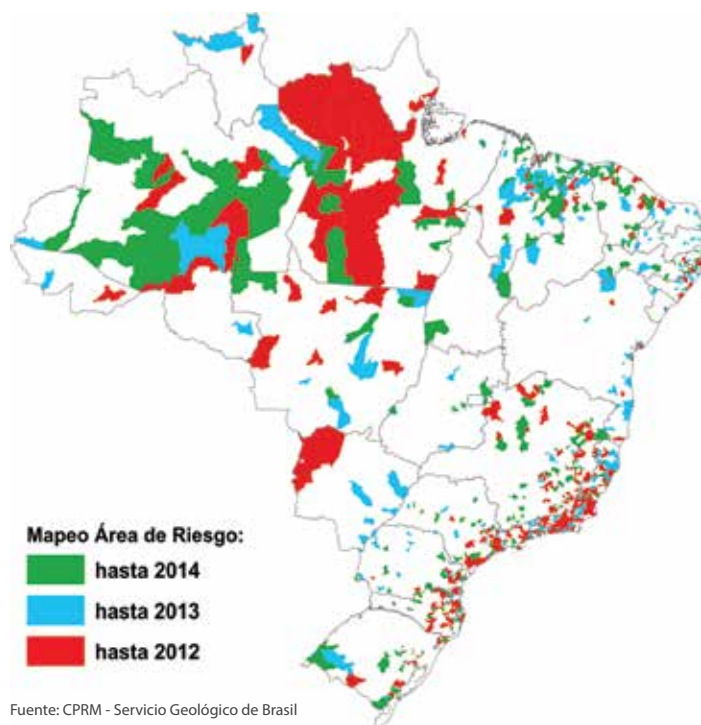 Mapeo Área de Riesgo:
hasta 2014
hasta 2013
hasta 2012
Fuente: CPRM - Servicio Geológico de Brasil